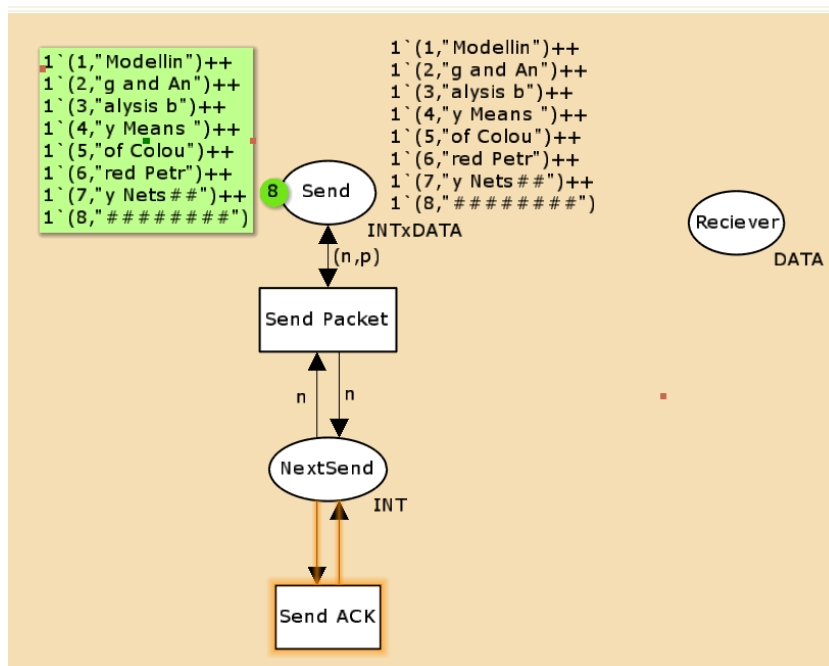 1`(1,"Modellin")++
1`(2,"g and An")++
1`(3,"alysis b")++
1`(4,"y Means ")++
1`(5,"of Colou")++
1`(6,"red Petr")++
1`(7,"y Nets##")++
1`(8,"########")
1`(1,"Modellin")++
1`(2,"g and An")++
1`(3,"alysis b")++
1`(4,"y Means ")++
1`(5,"of Colou")++
1`(6,"red Petr")++
1`(7,"y Nets##")++
1`(8,"########")
8
Send
INTxDATA
Reciever
DATA
(n,p)
Send Packet
n
n
NextSend
INT
Send ACK